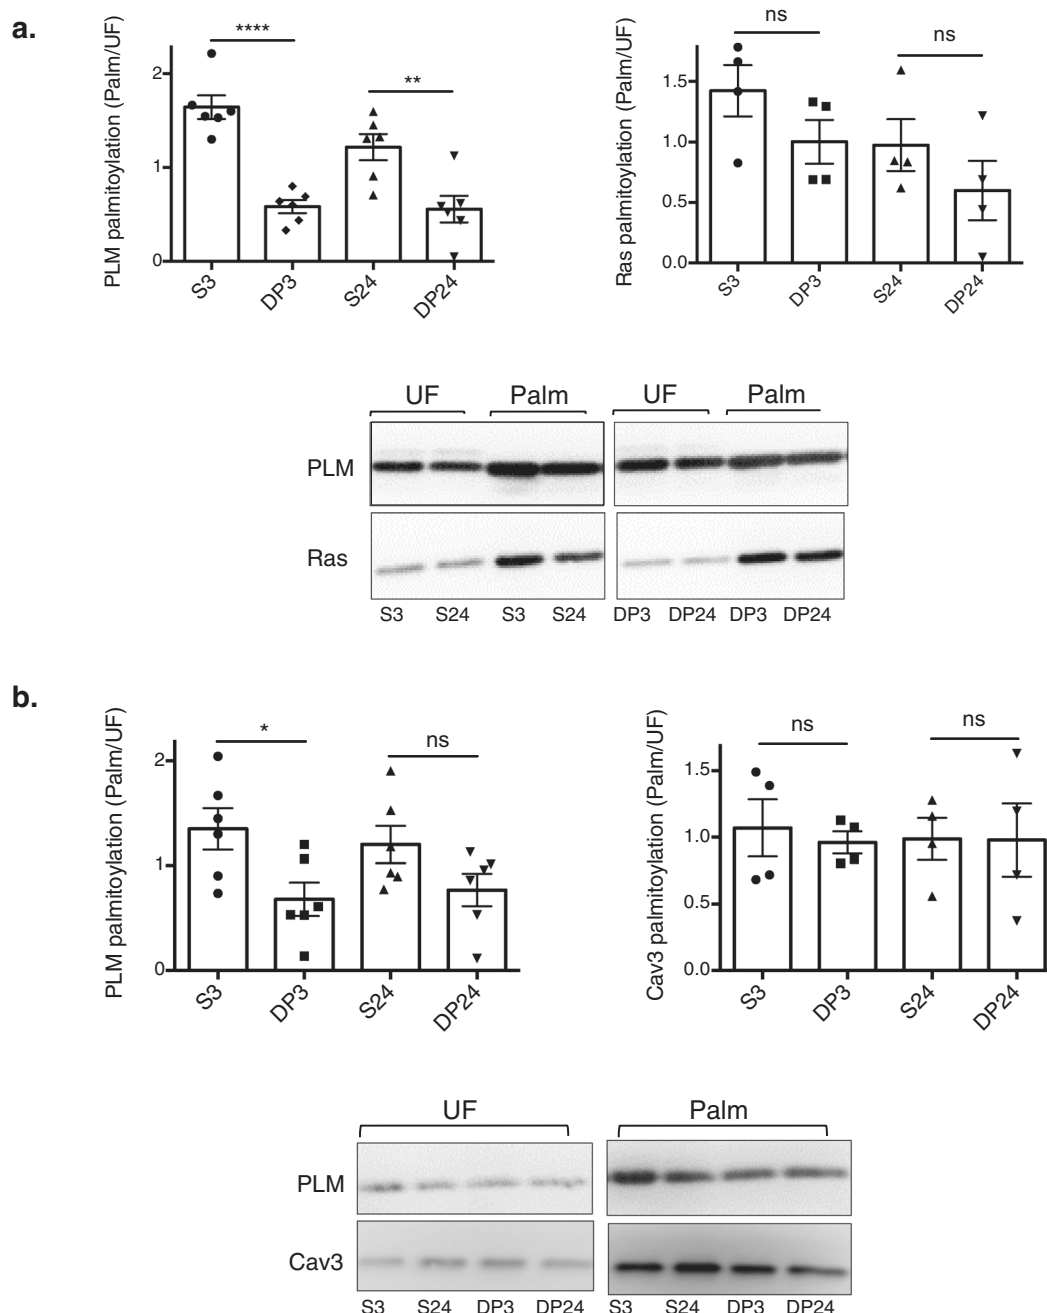 a.
PLM palmitoylation (Palm/UF)
****
**
2
1
0
S3 DP3 S24 DP24
Ras palmitoylation (Palm/UF)
ns
ns
1.5
1.0
0.5
0.0
S3 DP3 S24 DP24
UF Palm UF Palm
PLM
Ras
S3 S24 S3 S24 DP3 DP24 DP3 DP24
b.
PLM palmitoylation (Palm/UF)
*
ns
2
1
0
S3 DP3 S24 DP24
Cav3 palmitoylation (Palm/UF)
ns
ns
1.5
1.0
0.5
0.0
S3 DP3 S24 DP24
UF Palm
PLM
Cav3
S3 S24 DP3 DP24 S3 S24 DP3 DP24